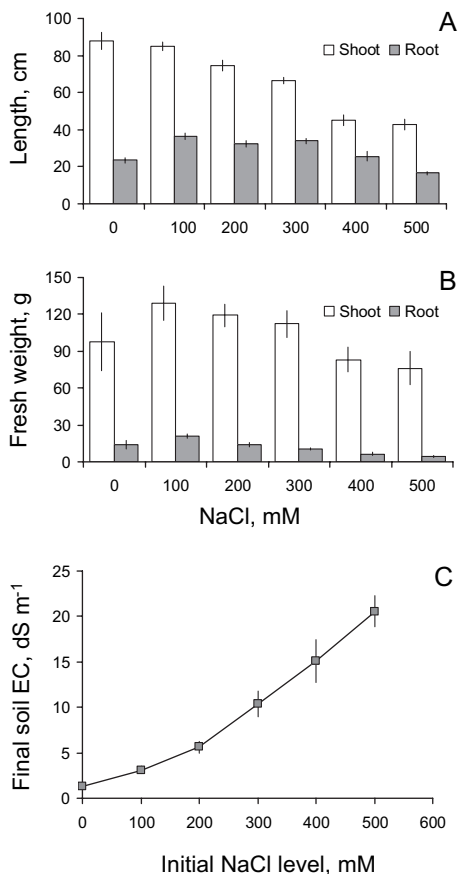 A
100
80
60
40
20
0
Length, cm
Shoot Root
0 100 200 300 400 500
B
150
120
90
60
30
0
Fresh weight, g
Shoot Root
0 100 200 300 400 500
NaCl, mM
C
25
20
15
10
5
0
Final soil EC, dS m⁻¹
0 100 200 300 400 500 600
Initial NaCl level, mM